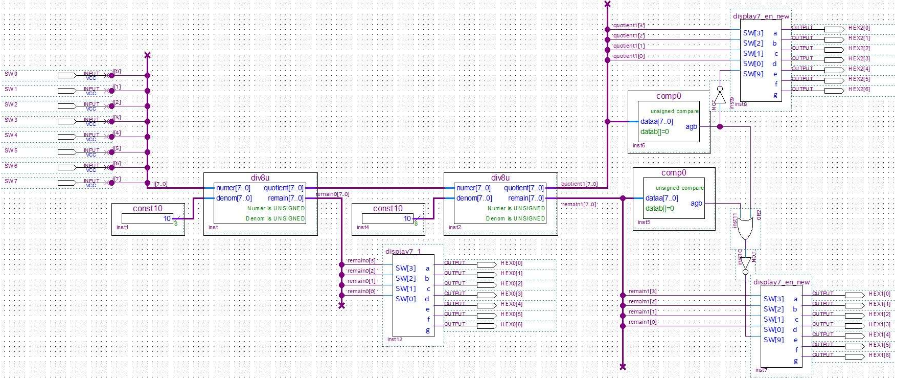 SW0 INPUT VCC [0]
SW1 INPUT VCC [1]
SW2 INPUT VCC [2]
SW3 INPUT VCC [3]
SW4 INPUT VCC [4]
SW5 INPUT VCC [5]
SW6 INPUT VCC [6]
SW7 INPUT VCC [7]
[7..0]
const10
10
inst1
div8u
numer[7..0] quotient[7..0]
denom[7..0] remain[7..0]
Numer is UNSIGNED
Denom is UNSIGNED
inst
remain0[7..0]
const10
10
inst4
div8u
numer[7..0] quotient[7..0]
denom[7..0] remain[7..0]
Numer is UNSIGNED
Denom is UNSIGNED
inst2
quotient1[7..0]
remain1[7..0]
quotient1[3]
quotient1[2]
quotient1[1]
quotient1[0]
display7_en_new
SW[3] a
SW[2] b
SW[1] c
SW[0] d
SW[9] e
f
g
OUTPUT HEX2[0]
OUTPUT HEX2[1]
OUTPUT HEX2[2]
OUTPUT HEX2[3]
OUTPUT HEX2[4]
OUTPUT HEX2[5]
OUTPUT HEX2[6]
NOT
comp0
unsigned compare
dataa[7..0]
agb
datab[]=0
inst6
comp0
unsigned compare
dataa[7..0]
agb
datab[]=0
inst5
OR2
NOT
display7_1
remain0[3]
remain0[2]
remain0[1]
remain0[0]
SW[3] a
SW[2] b
SW[1] c
SW[0] d
e
f
g
inst12
OUTPUT HEX0[0]
OUTPUT HEX0[1]
OUTPUT HEX0[2]
OUTPUT HEX0[3]
OUTPUT HEX0[4]
OUTPUT HEX0[5]
OUTPUT HEX0[6]
remain1[3]
remain1[2]
remain1[1]
remain1[0]
display7_en_new
SW[3] a
SW[2] b
SW[1] c
SW[0] d
SW[9] e
f
g
OUTPUT HEX1[0]
OUTPUT HEX1[1]
OUTPUT HEX1[2]
OUTPUT HEX1[3]
OUTPUT HEX1[4]
OUTPUT HEX1[5]
OUTPUT HEX1[6]